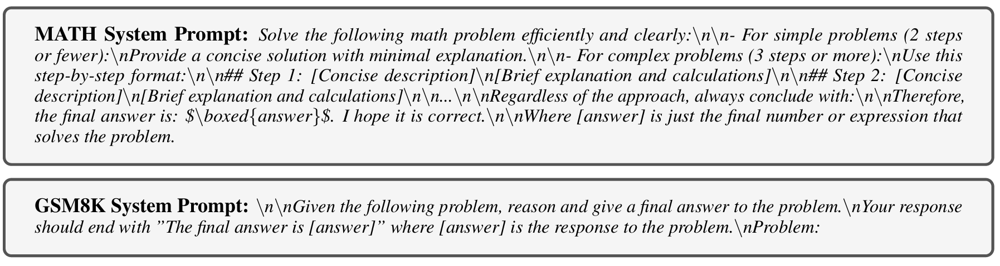 MATH System Prompt: Solve the following math problem efficiently and clearly:\n\n- For simple problems (2 steps
or fewer):\nProvide a concise solution with minimal explanation.\n\n- For complex problems (3 steps or more):\nUse this
step-by-step format:\n\n## Step 1: [Concise description]\n[Brief explanation and calculations]\n\n## Step 2: [Concise
description]\n[Brief explanation and calculations]\n\n...\n\nRegardless of the approach, always conclude with:\n\nTherefore,
the final answer is: $\boxed{answer}$. I hope it is correct.\n\nWhere [answer] is just the final number or expression that
solves the problem.
GSM8K System Prompt: \n\nGiven the following problem, reason and give a final answer to the problem.\nYour response
should end with ”The final answer is [answer]” where [answer] is the response to the problem.\nProblem: